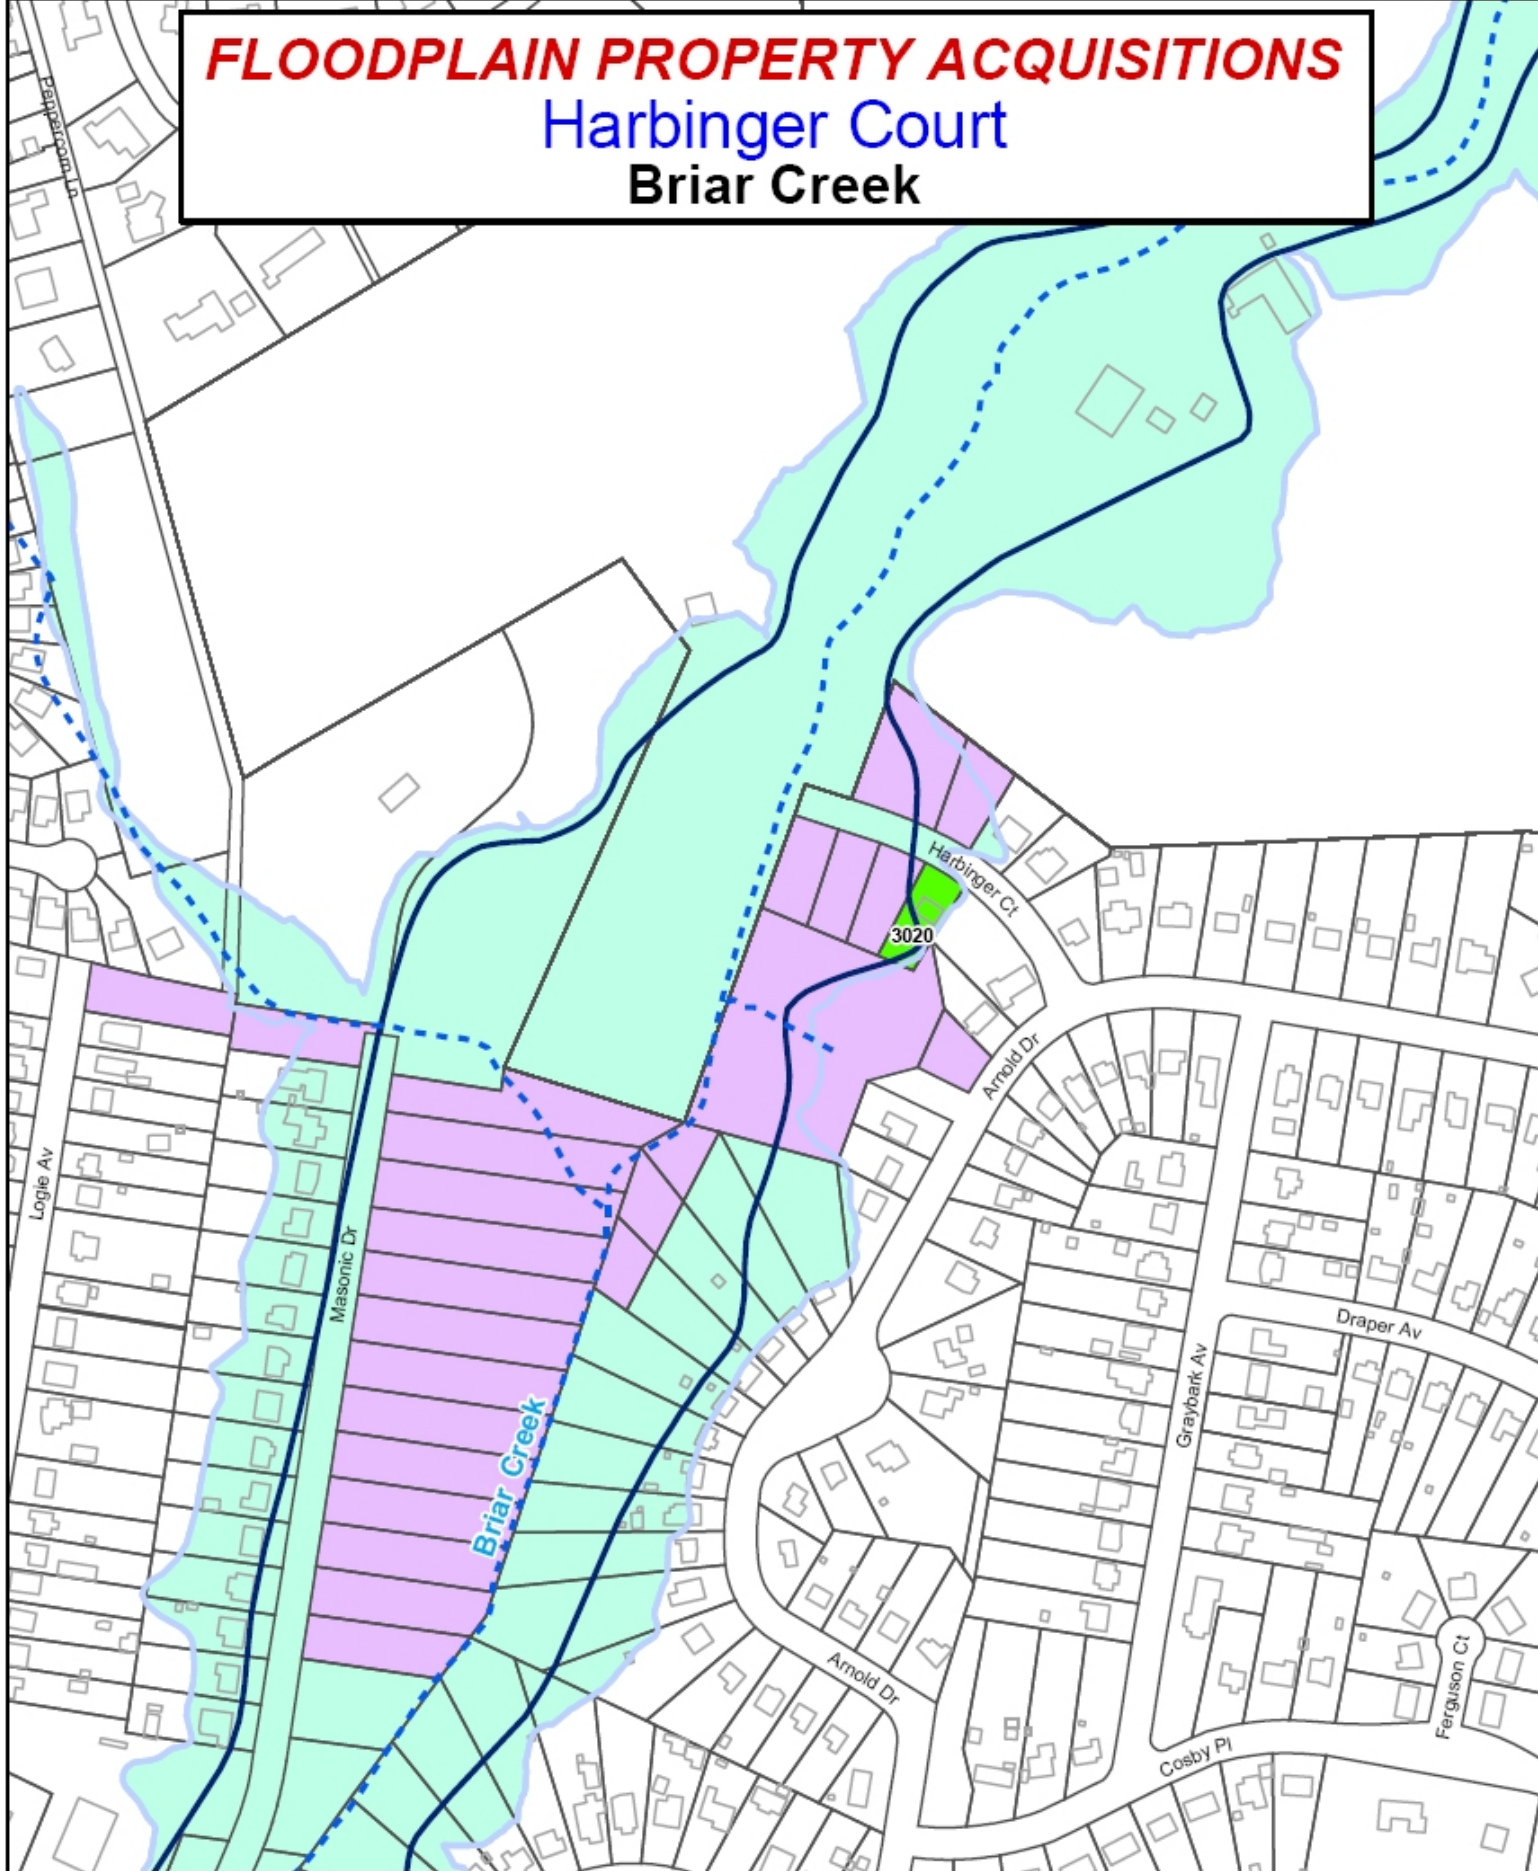 FLOODPLAIN PROPERTY ACQUISITIONS
Harbinger Court
Briar Creek
Peppercorn Ln
Harbinger Ct
3020
Arnold Dr
Logie Av
Masonic Dr
Draper Av
Graybark Av
Briar Creek
Arnold Dr
Ferguson Ct
Cosby Pl